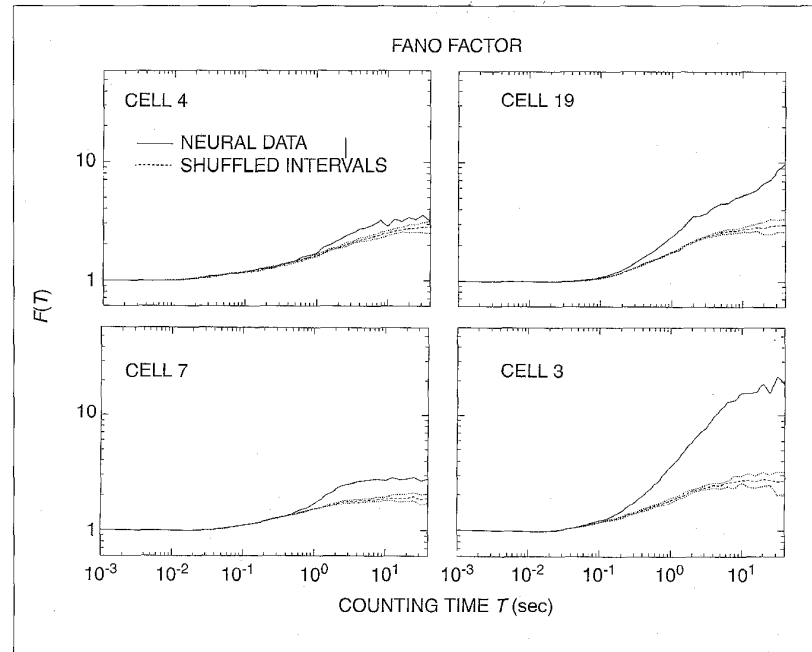 FANO FACTOR
CELL 4
NEURAL DATA
SHUFFLED INTERVALS
10
1
CELL 19
F(T)
CELL 7
10
1
CELL 3
10⁻³ 10⁻² 10⁻¹ 10⁰ 10¹ 10⁻³ 10⁻² 10⁻¹ 10⁰ 10¹
COUNTING TIME T (sec)